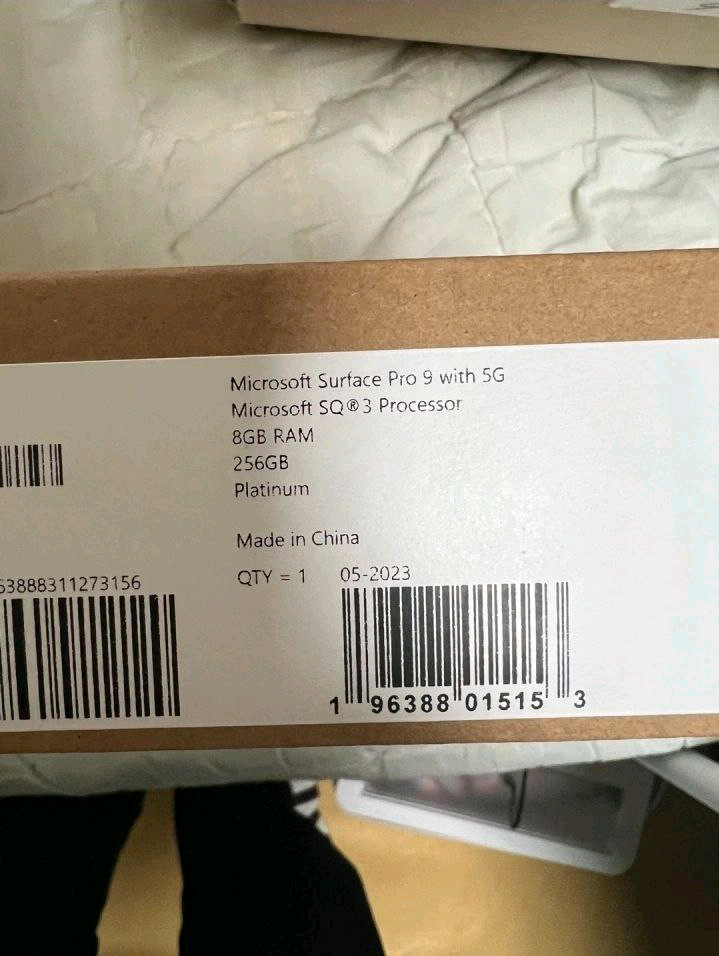 Microsoft Surface Pro 9 with 5G
Microsoft SQ®3 Processor
8GB RAM
256GB
Platinum
Made in China
QTY = 1 05-2023
53888311273156
1 96388 01515 3